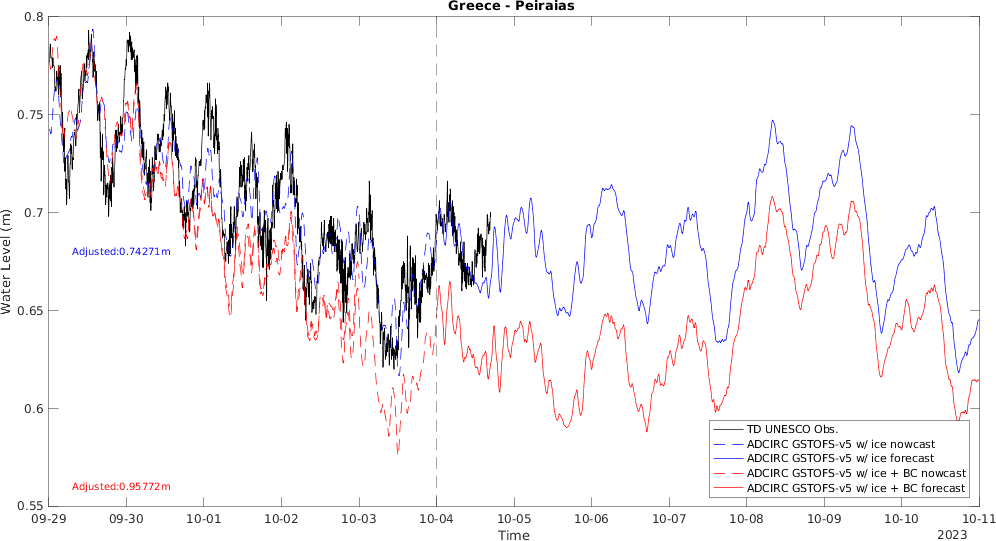 Greece - Peiraias
0.8
0.75
0.7
0.65
0.6
0.55
Water Level (m)
Adjusted:0.74271m
Adjusted:0.95772m
TD UNESCO Obs.
ADCIRC GSTOFS-v5 w/ ice nowcast
ADCIRC GSTOFS-v5 w/ ice forecast
ADCIRC GSTOFS-v5 w/ ice + BC nowcast
ADCIRC GSTOFS-v5 w/ ice + BC forecast
09-29 09-30 10-01 10-02 10-03 10-04 10-05 10-06 10-07 10-08 10-09 10-10 10-11
Time
2023